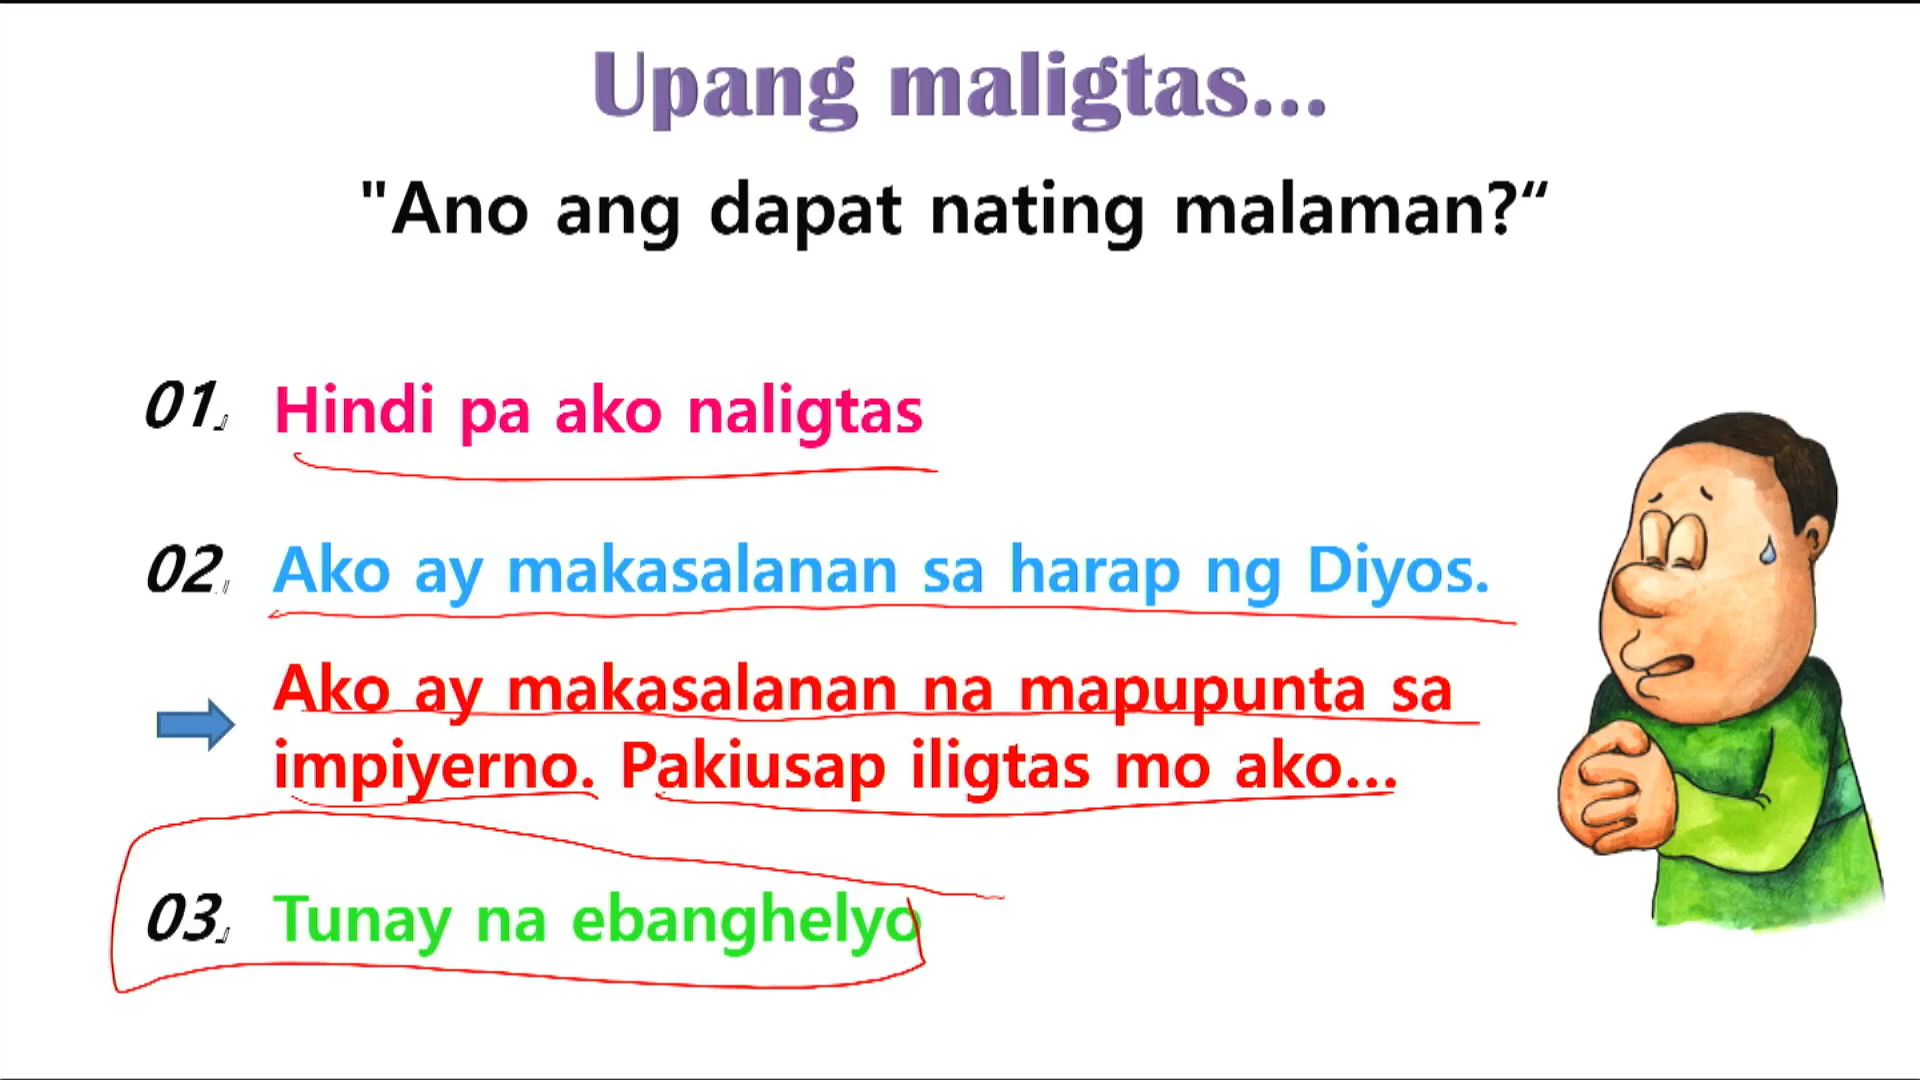 Upang maligtas...
"Ano ang dapat nating malaman?“
01. Hindi pa ako naligtas
02. Ako ay makasalanan sa harap ng Diyos.
Ako ay makasalanan na mapupunta sa
impiyerno. Pakiusap iligtas mo ako...
03. Tunay na ebanghelyo